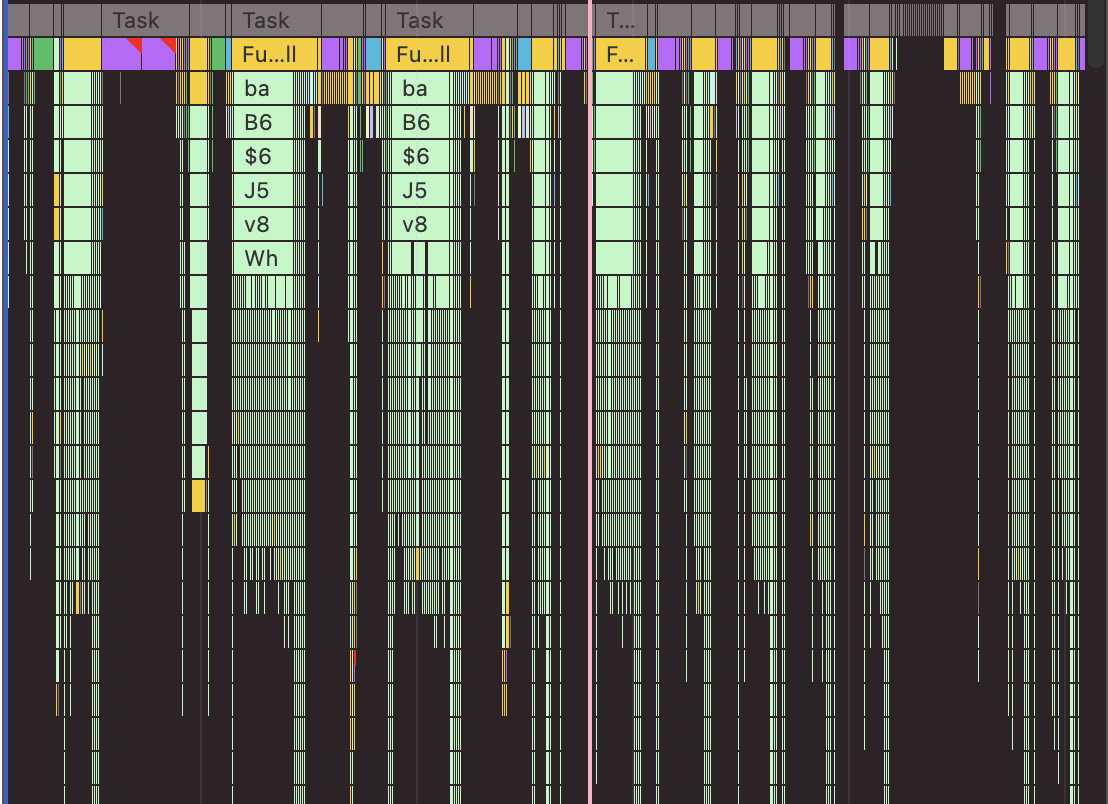 Task Task Task T...
Fu...ll Fu...ll F...
ba ba
B6 B6
$6 $6
J5 J5
v8 v8
Wh